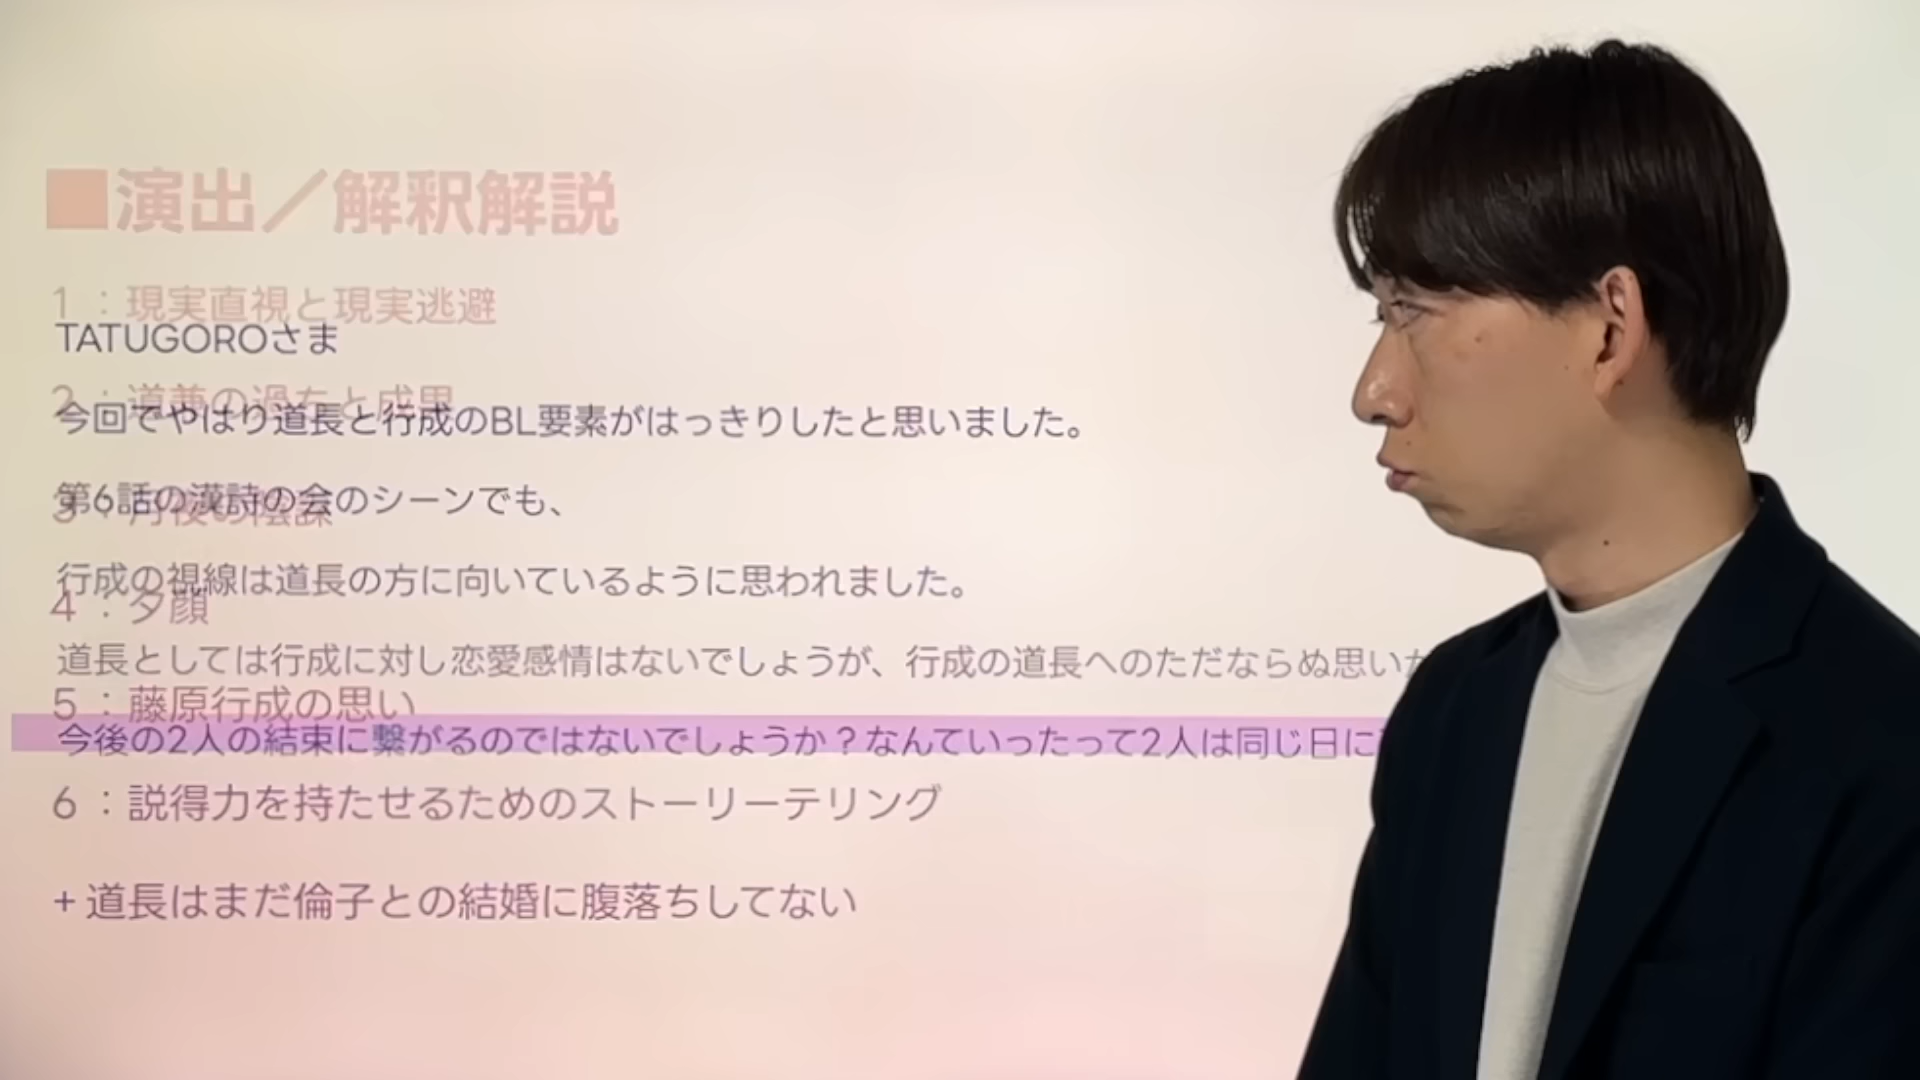 ■演出／解釈解説
1：現実直視と現実逃避
TATUGOROさま
2：道兼の過ちと成果
今回でやはり道長と行成のBL要素がはっきりしたと思いました。
第6話の漢詩の会のシーンでも、
行成の視線は道長の方に向いているように思われました。
4：夕顔
道長としては行成に対し恋愛感情はないでしょうが、行成の道長へのただならぬ思い
5：藤原行成の思い
今後の2人の結束に繋がるのではないでしょうか？なんていったって2人は同じ日に
6：説得力を持たせるためのストーリーテリング
+道長はまだ倫子との結婚に腹落ちしてない